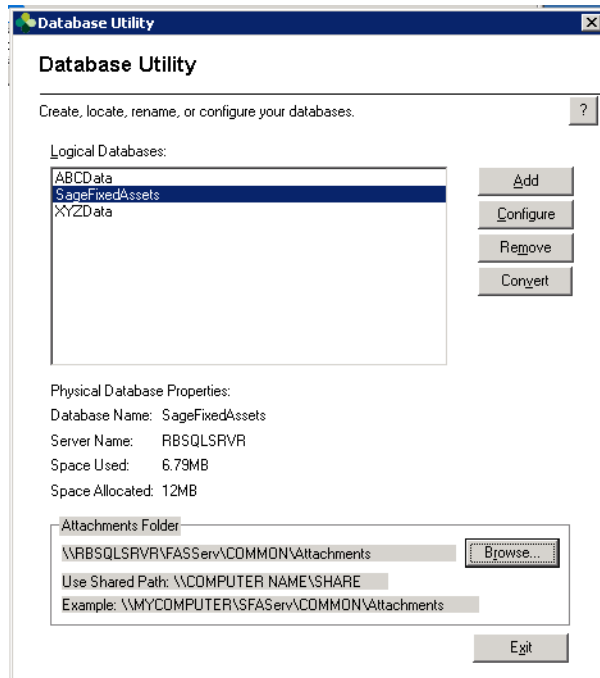 Database Utility
Database Utility
Create, locate, rename, or configure your databases.
?
Logical Databases:
ABCData
SageFixedAssets
XYZData
Add
Configure
Remove
Convert
Physical Database Properties:
Database Name: SageFixedAssets
Server Name: RBSQLSRVR
Space Used: 6.79MB
Space Allocated: 12MB
Attachments Folder
\\RBSQLSRVR\FASServ\COMMON\Attachments
Browse...
Use Shared Path: \\COMPUTER NAME\SHARE
Example: \\MYCOMPUTER\SFAServ\COMMON\Attachments
Exit